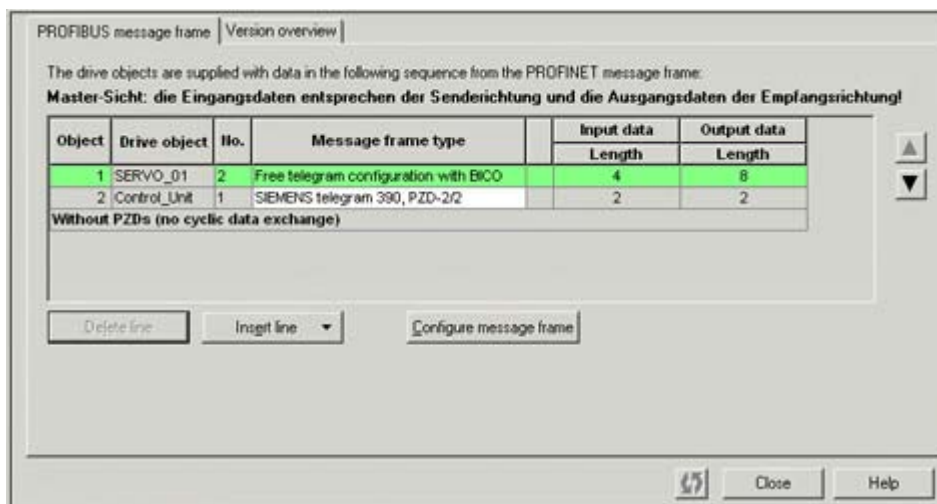 PROFIBUS message frame Version overview
The drive objects are supplied with data in the following sequence from the PROFINET message frame:
Master-Sicht: die Eingangsdaten entsprechen der Senderichtung und die Ausgangsdaten der Empfangsrichtung!
Object Drive object No. Message frame type Input data Output data
Length Length
1 SERVO_01 2 Free telegram configuration with BICO 4 8
2 Control_Unit 1 SIEMENS telegram 390, PZD-2/2 2 2
Without PZDs (no cyclic data exchange)
Delete line Insert line Configure message frame
Close Help